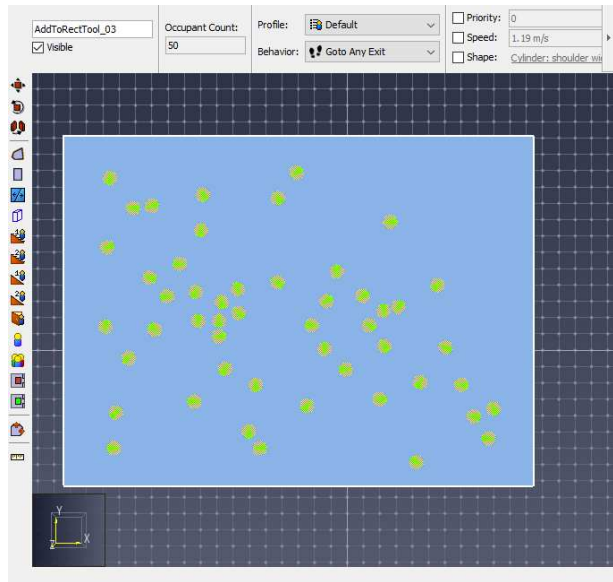 AddToRectTool_03
Visible
Occupant Count:
50
Profile:
Default
Behavior:
Goto Any Exit
Priority:
0
Speed:
1.19 m/s
Shape:
Cylinder: shoulder
Y
X
Z